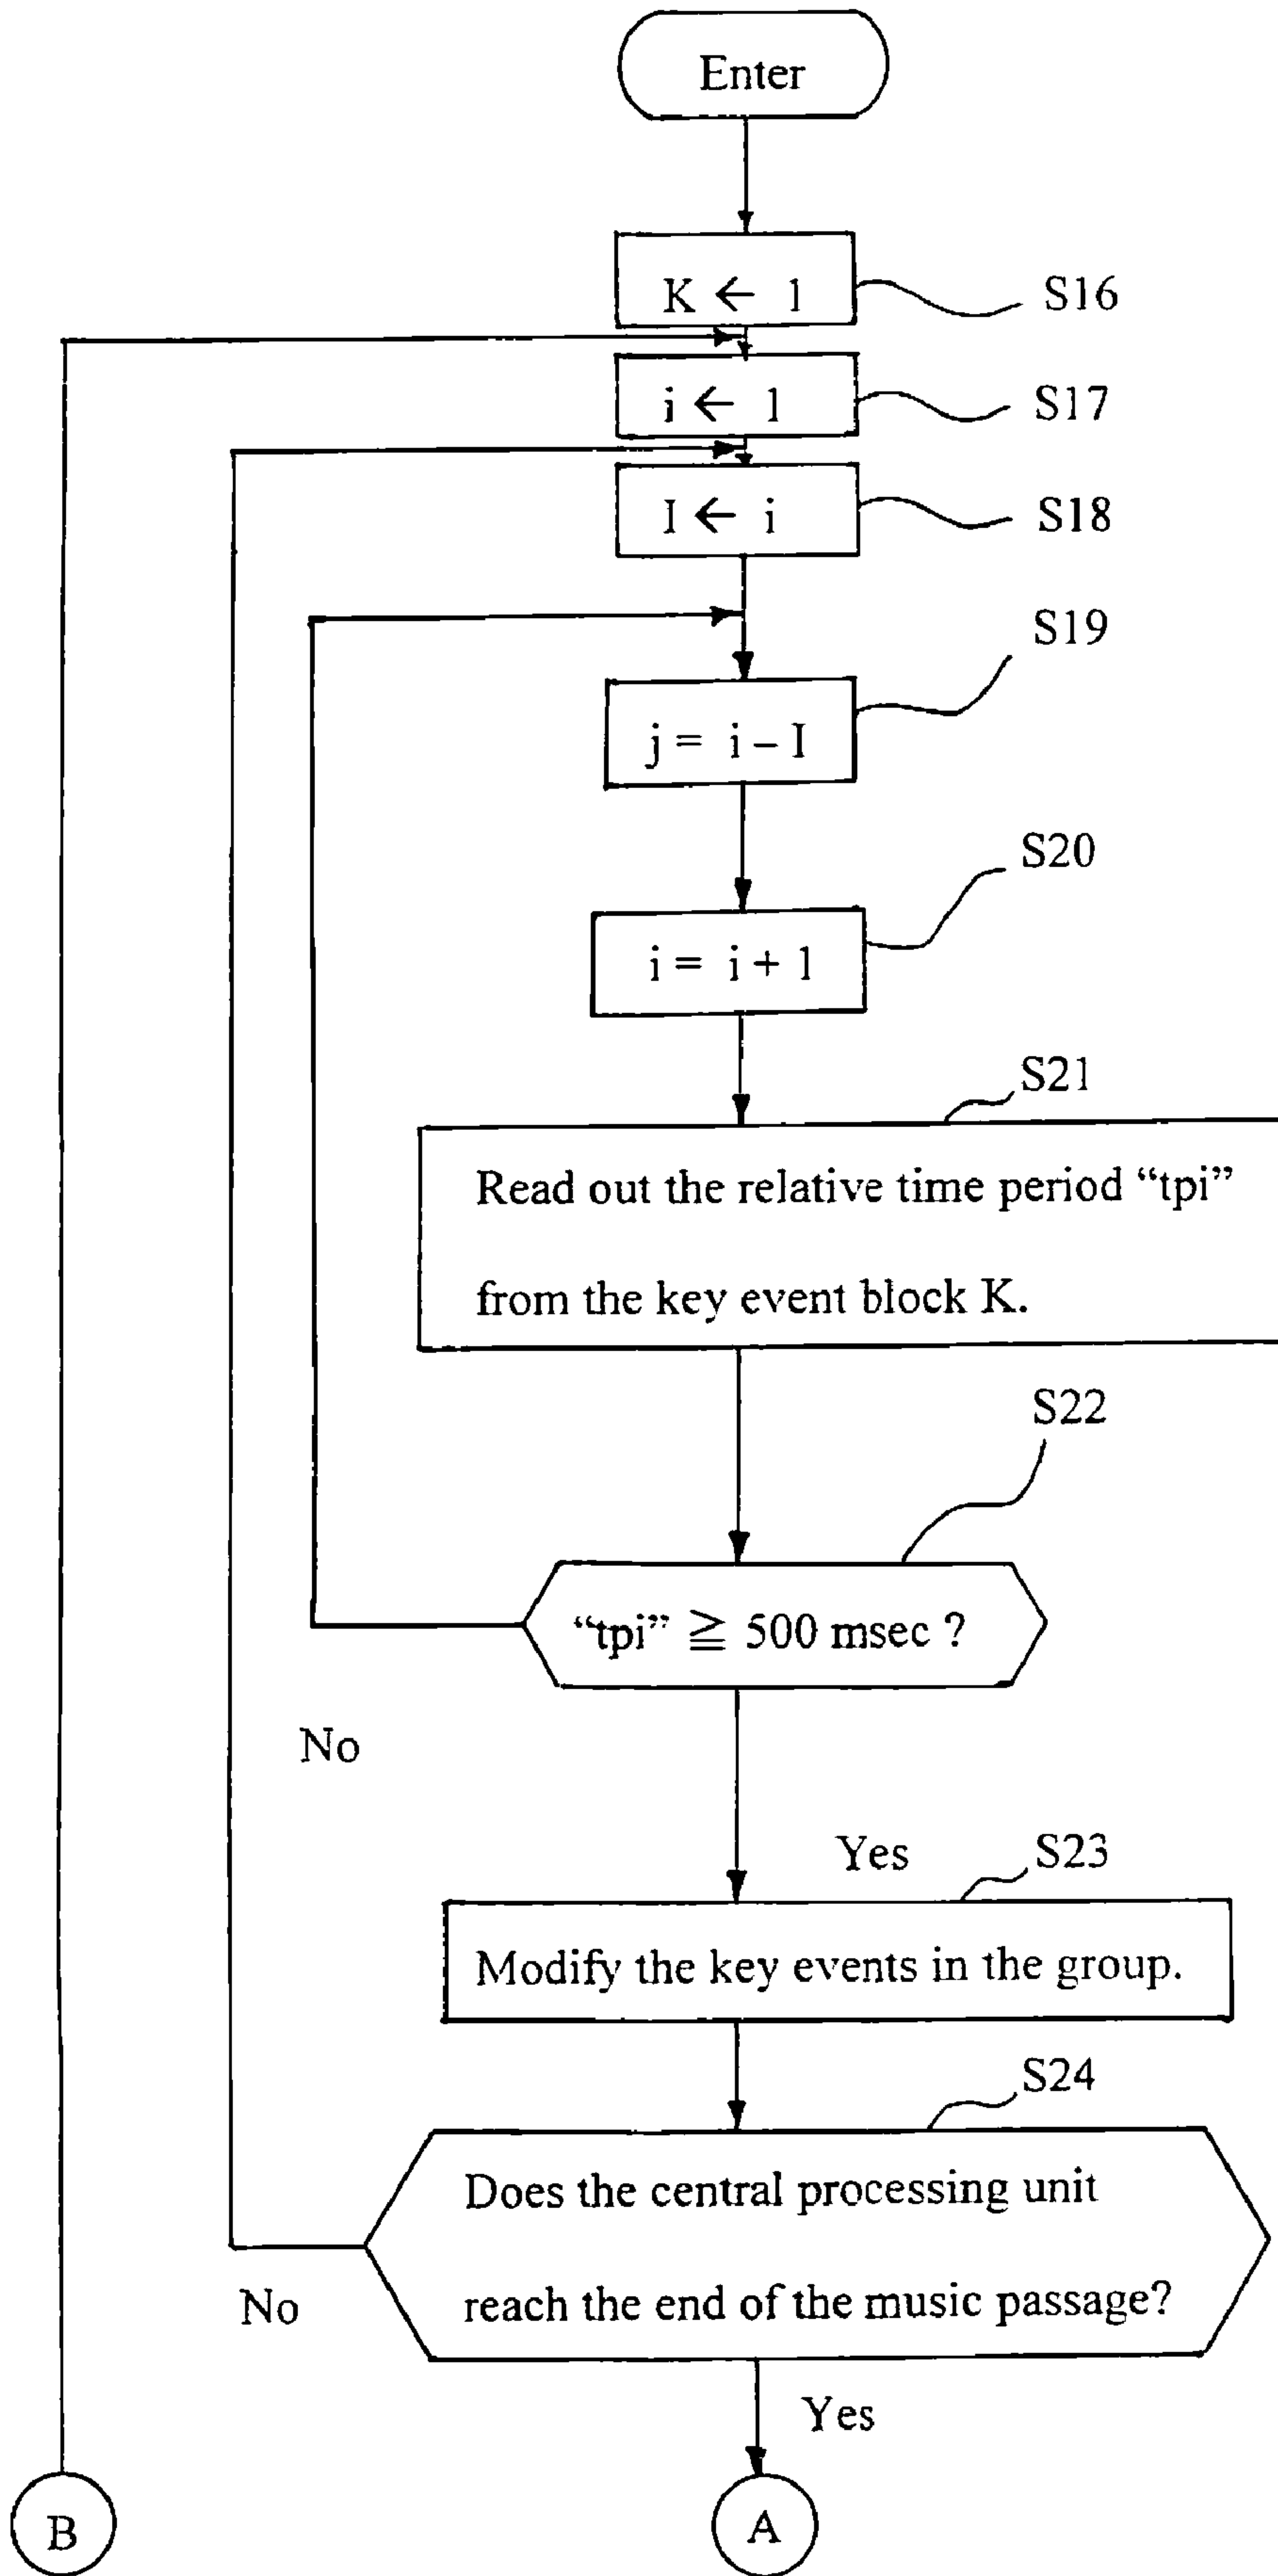 Enter
K ← 1
S16
i ← 1
S17
I ← i
S18
S19
j = i – I
S20
i = i + 1
S21
Read out the relative time period “tpi”
from the key event block K.
S22
“tpi” ≧ 500 msec ?
No
Yes
S23
Modify the key events in the group.
S24
Does the central processing unit
reach the end of the music passage?
No
Yes
B
A